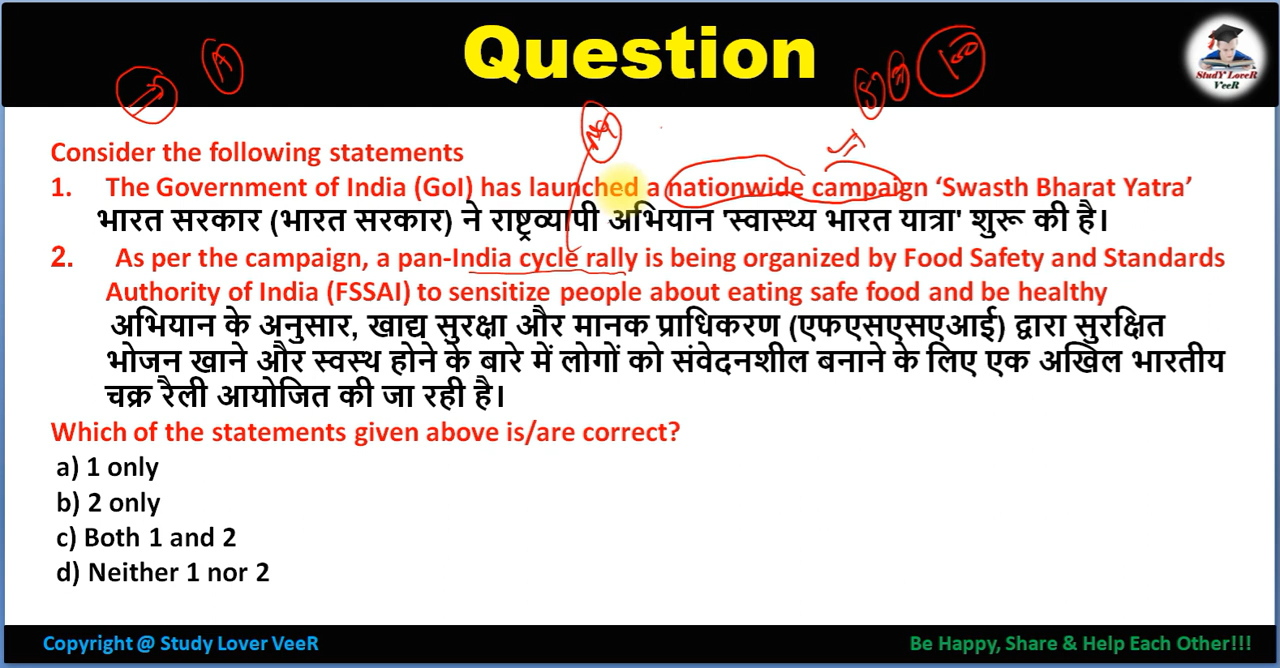 Question
StudY LoveR
VeeR
Consider the following statements
1. The Government of India (GoI) has launched a nationwide campaign ‘Swasth Bharat Yatra’
भारत सरकार (भारत सरकार) ने राष्ट्रव्यापी अभियान 'स्वास्थ्य भारत यात्रा' शुरू की है।
2. As per the campaign, a pan-India cycle rally is being organized by Food Safety and Standards
Authority of India (FSSAI) to sensitize people about eating safe food and be healthy
अभियान के अनुसार, खाद्य सुरक्षा और मानक प्राधिकरण (एफएसएसएआई) द्वारा सुरक्षित
भोजन खाने और स्वस्थ होने के बारे में लोगों को संवेदनशील बनाने के लिए एक अखिल भारतीय
चक्र रैली आयोजित की जा रही है।
Which of the statements given above is/are correct?
a) 1 only
b) 2 only
c) Both 1 and 2
d) Neither 1 nor 2
Copyright @ Study Lover VeeR
Be Happy, Share & Help Each Other!!!